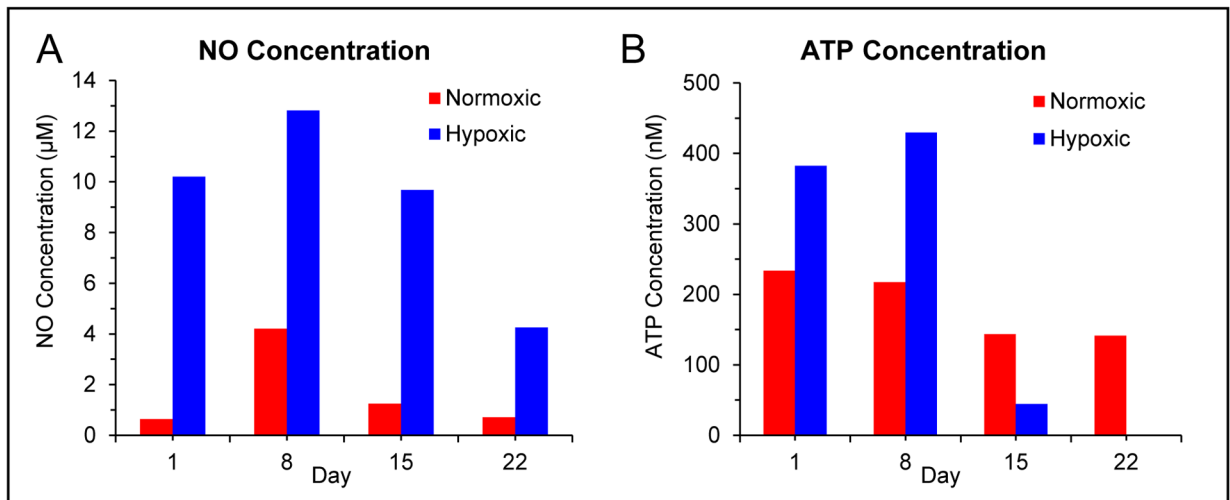 A
NO Concentration
NO Concentration (µM)
14
12
10
8
6
4
2
0
Normoxic
Hypoxic
1 8 15 22
Day
B
ATP Concentration
ATP Concentration (nM)
500
400
300
200
100
0
Normoxic
Hypoxic
1 8 15 22
Day